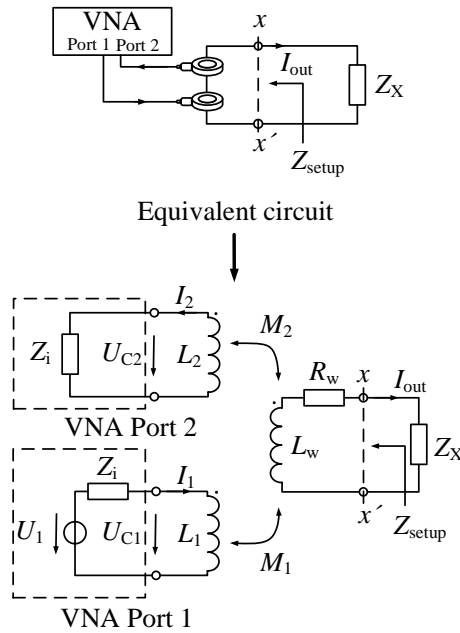 VNA
Port 1 Port 2
x
I_out
Z_X
x′
Z_setup
Equivalent circuit
I_2
Z_i
U_C2
L_2
M_2
R_w
x
I_out
VNA Port 2
L_w
Z_X
Z_i
I_1
U_1
U_C1
L_1
x′
Z_setup
M_1
VNA Port 1